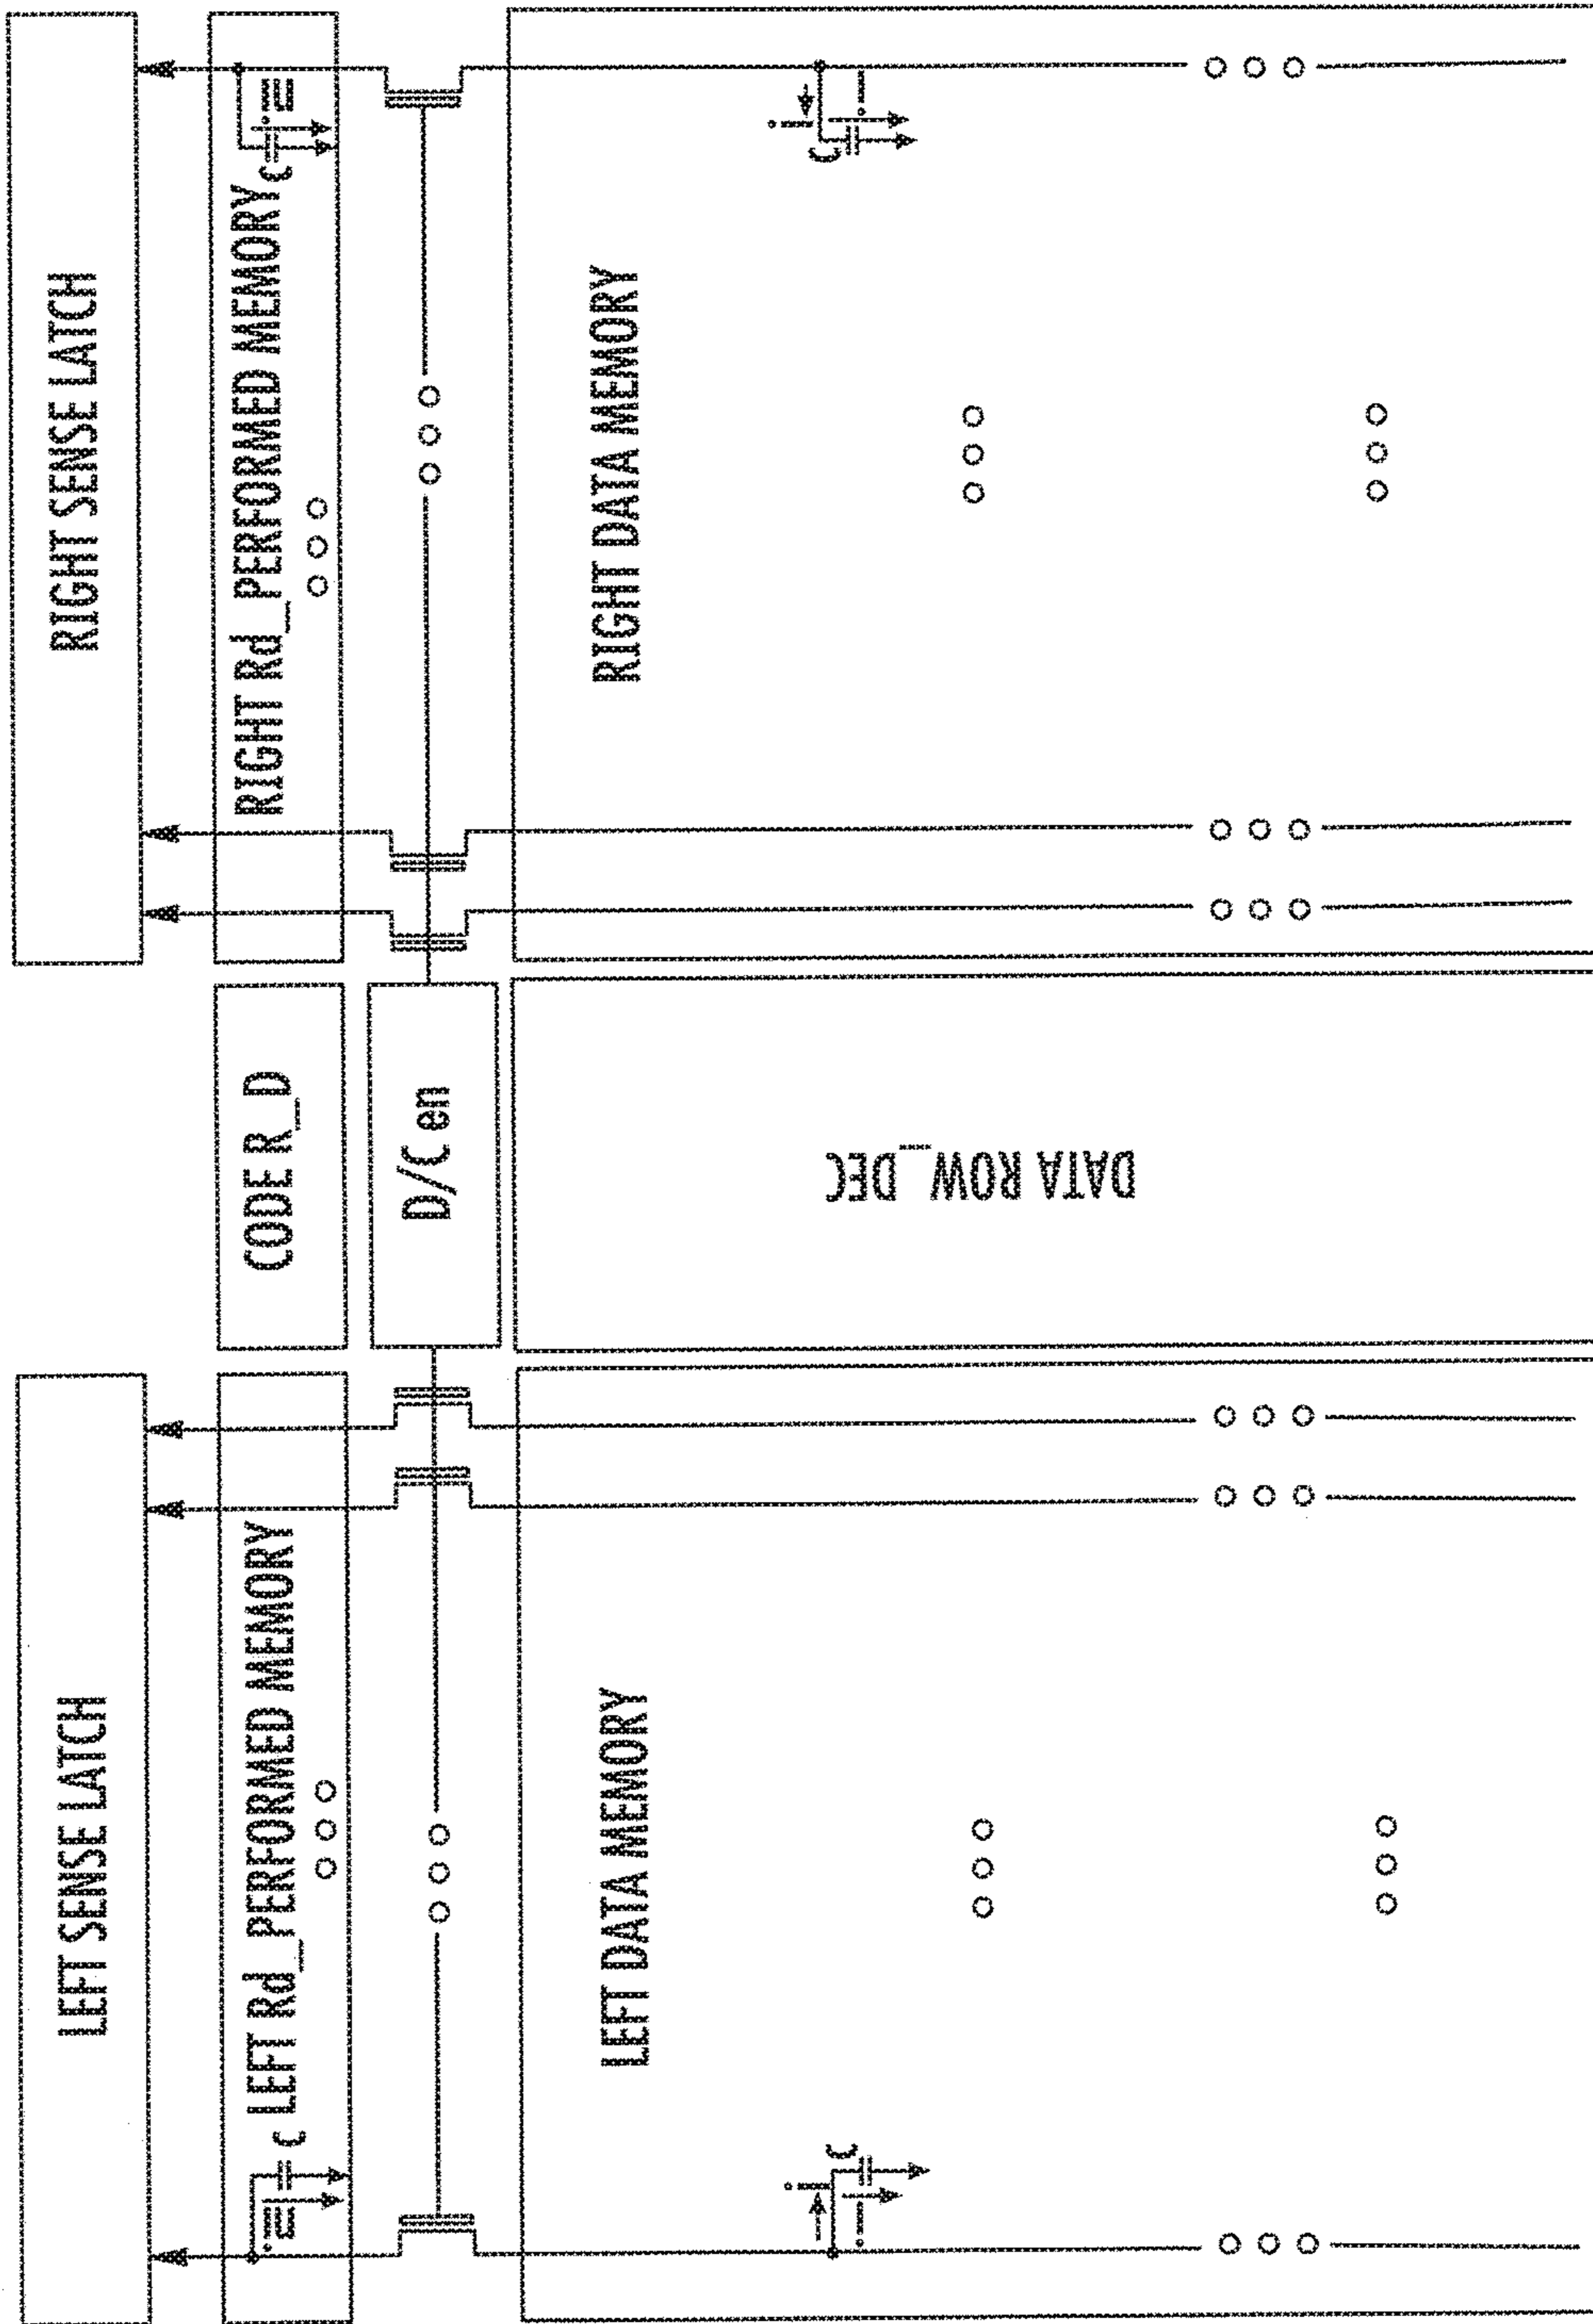 LEFT SENSE LATCH
RIGHT SENSE LATCH
C LEFT Rd_PERFORMED MEMORY
CODE R_D
RIGHT Rd_PERFORMED MEMORY C
D/C en
LEFT DATA MEMORY
RIGHT DATA MEMORY
C
DATA ROW_DEC
C